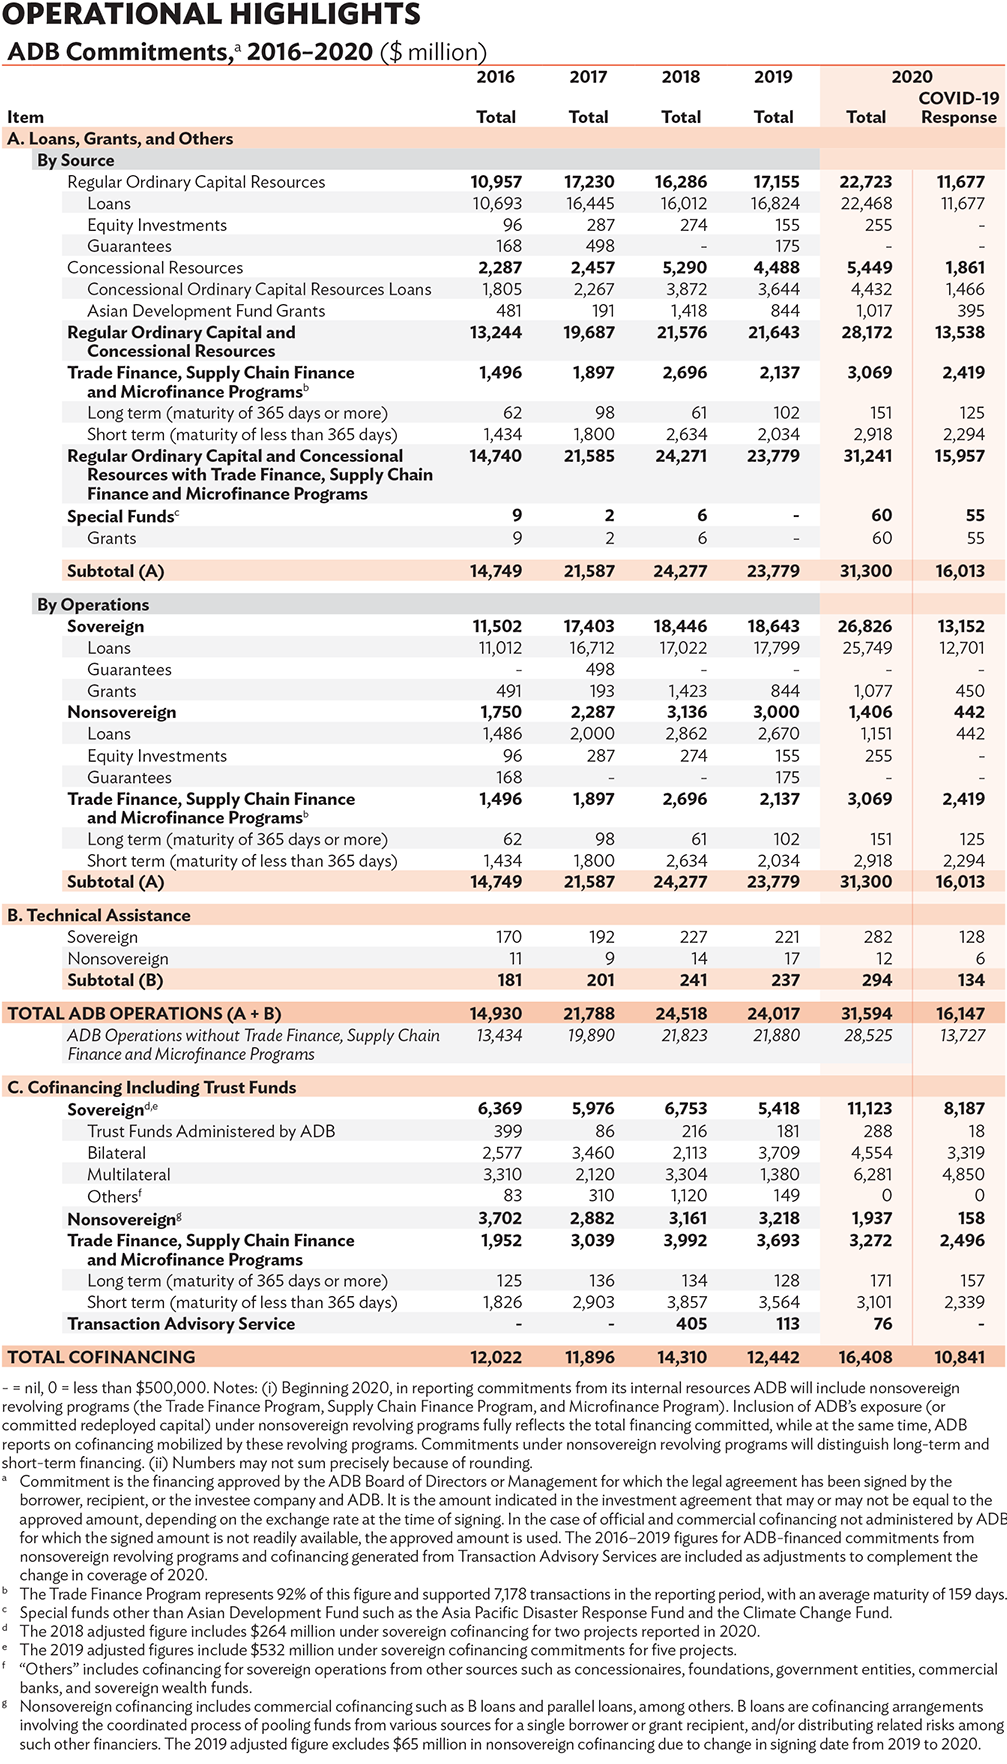 OPERATIONAL HIGHLIGHTS
ADB Commitments,ᵃ 2016–2020 ($ million)
2016 2017 2018 2019 2020
COVID-19
Item Total Total Total Total Total Response
A. Loans, Grants, and Others
By Source
Regular Ordinary Capital Resources 10,957 17,230 16,286 17,155 22,723 11,677
Loans 10,693 16,445 16,012 16,824 22,468 11,677
Equity Investments 96 287 274 155 255 –
Guarantees 168 498 – 175 – –
Concessional Resources 2,287 2,457 5,290 4,488 5,449 1,861
Concessional Ordinary Capital Resources Loans 1,805 2,267 3,872 3,644 4,432 1,466
Asian Development Fund Grants 481 191 1,418 844 1,017 395
Regular Ordinary Capital and 13,244 19,687 21,576 21,643 28,172 13,538
Concessional Resources
Trade Finance, Supply Chain Finance 1,496 1,897 2,696 2,137 3,069 2,419
and Microfinance Programsᵇ
Long term (maturity of 365 days or more) 62 98 61 102 151 125
Short term (maturity of less than 365 days) 1,434 1,800 2,634 2,034 2,918 2,294
Regular Ordinary Capital and Concessional 14,740 21,585 24,271 23,779 31,241 15,957
Resources with Trade Finance, Supply Chain
Finance and Microfinance Programs
Special Fundsᶜ 9 2 6 - 60 55
Grants 9 2 6 – 60 55
Subtotal (A) 14,749 21,587 24,277 23,779 31,300 16,013
By Operations
Sovereign 11,502 17,403 18,446 18,643 26,826 13,152
Loans 11,012 16,712 17,022 17,799 25,749 12,701
Guarantees – 498 – – – –
Grants 491 193 1,423 844 1,077 450
Nonsovereign 1,750 2,287 3,136 3,000 1,406 442
Loans 1,486 2,000 2,862 2,670 1,151 442
Equity Investments 96 287 274 155 255 –
Guarantees 168 – – 175 – –
Trade Finance, Supply Chain Finance 1,496 1,897 2,696 2,137 3,069 2,419
and Microfinance Programsᵇ
Long term (maturity of 365 days or more) 62 98 61 102 151 125
Short term (maturity of less than 365 days) 1,434 1,800 2,634 2,034 2,918 2,294
Subtotal (A) 14,749 21,587 24,277 23,779 31,300 16,013
B. Technical Assistance
Sovereign 170 192 227 221 282 128
Nonsovereign 11 9 14 17 12 6
Subtotal (B) 181 201 241 237 294 134
TOTAL ADB OPERATIONS (A + B) 14,930 21,788 24,518 24,017 31,594 16,147
ADB Operations without Trade Finance, Supply Chain 13,434 19,890 21,823 21,880 28,525 13,727
Finance and Microfinance Programs
C. Cofinancing Including Trust Funds
Sovereignᵈ,ᵉ 6,369 5,976 6,753 5,418 11,123 8,187
Trust Funds Administered by ADB 399 86 216 181 288 18
Bilateral 2,577 3,460 2,113 3,709 4,554 3,319
Multilateral 3,310 2,120 3,304 1,380 6,281 4,850
Othersᶠ 83 310 1,120 149 0 0
Nonsovereignᵍ 3,702 2,882 3,161 3,218 1,937 158
Trade Finance, Supply Chain Finance 1,952 3,039 3,992 3,693 3,272 2,496
and Microfinance Programs
Long term (maturity of 365 days or more) 125 136 134 128 171 157
Short term (maturity of less than 365 days) 1,826 2,903 3,857 3,564 3,101 2,339
Transaction Advisory Service - - 405 113 76 -
TOTAL COFINANCING 12,022 11,896 14,310 12,442 16,408 10,841
– = nil, 0 = less than $500,000. Notes: (i) Beginning 2020, in reporting commitments from its internal resources ADB will include nonsovereign
revolving programs (the Trade Finance Program, Supply Chain Finance Program, and Microfinance Program). Inclusion of ADB's exposure (or
committed redeployed capital) under nonsovereign revolving programs fully reflects the total financing committed, while at the same time, ADB
reports on cofinancing mobilized by these revolving programs. Commitments under nonsovereign revolving programs will distinguish long-term and
short-term financing. (ii) Numbers may not sum precisely because of rounding.
ᵃ Commitment is the financing approved by the ADB Board of Directors or Management for which the legal agreement has been signed by the
borrower, recipient, or the investee company and ADB. It is the amount indicated in the investment agreement that may or may not be equal to the
approved amount, depending on the exchange rate at the time of signing. In the case of official and commercial cofinancing not administered by ADB
for which the signed amount is not readily available, the approved amount is used. The 2016–2019 figures for ADB-financed commitments from
nonsovereign revolving programs and cofinancing generated from Transaction Advisory Services are included as adjustments to complement the
change in coverage of 2020.
ᵇ The Trade Finance Program represents 92% of this figure and supported 7,178 transactions in the reporting period, with an average maturity of 159 days.
ᶜ Special funds other than Asian Development Fund such as the Asia Pacific Disaster Response Fund and the Climate Change Fund.
ᵈ The 2018 adjusted figure includes $264 million under sovereign cofinancing for two projects reported in 2020.
ᵉ The 2019 adjusted figures include $532 million under sovereign cofinancing commitments for five projects.
ᶠ “Others” includes cofinancing for sovereign operations from other sources such as concessionaires, foundations, government entities, commercial
banks, and sovereign wealth funds.
ᵍ Nonsovereign cofinancing includes commercial cofinancing such as B loans and parallel loans, among others. B loans are cofinancing arrangements
involving the coordinated process of pooling funds from various sources for a single borrower or grant recipient, and/or distributing related risks among
such other financiers. The 2019 adjusted figure excludes $65 million in nonsovereign cofinancing due to change in signing date from 2019 to 2020.